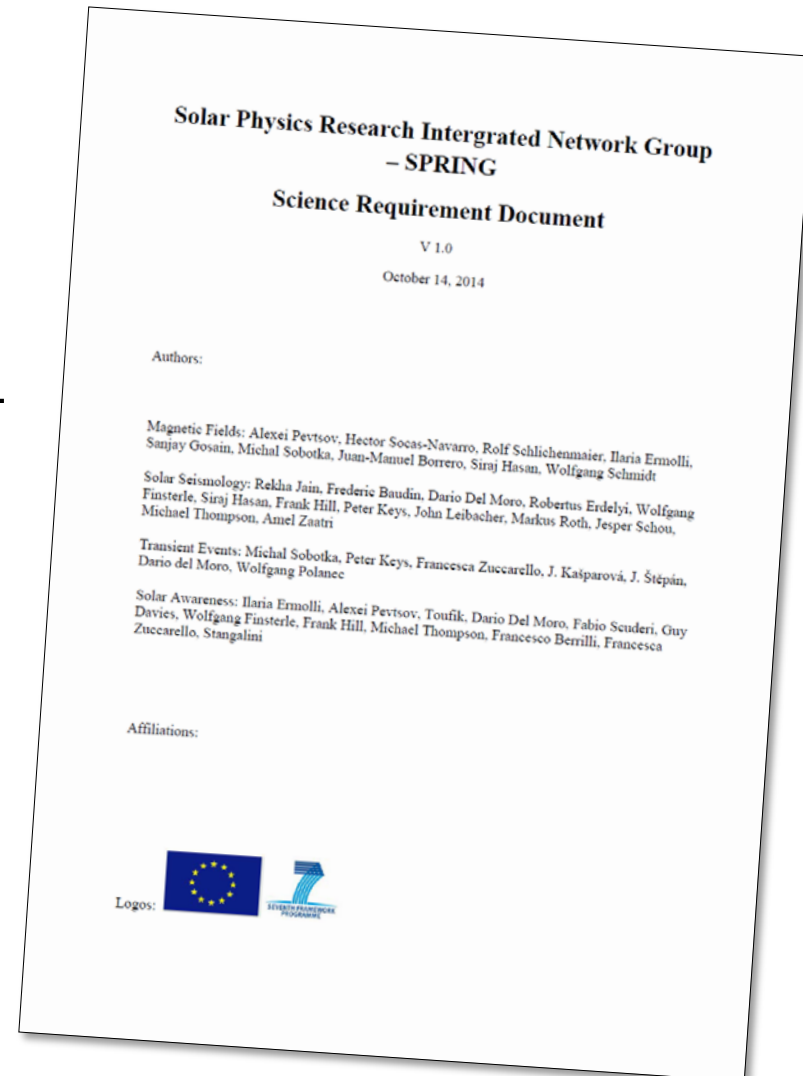 Solar Physics Research Intergrated Network Group
– SPRING
Science Requirement Document
V 1.0
October 14, 2014
Authors:
Magnetic Fields: Alexei Pevtsov, Hector Socas-Navarro, Rolf Schlichenmaier, Ilaria Ermolli,
Sanjay Gosain, Michal Sobotka, Juan-Manuel Borrero, Siraj Hasan, Wolfgang Schmidt
Solar Seismology: Rekha Jain, Frederic Baudin, Dario Del Moro, Robertus Erdelyi, Wolfgang
Finsterle, Siraj Hasan, Frank Hill, Peter Keys, John Leibacher, Markus Roth, Jesper Schou,
Michael Thompson, Amel Zaatri
Transient Events: Michal Sobotka, Peter Keys, Francesca Zuccarello, J. Kašparová, J. Štěpán,
Dario del Moro, Wolfgang Polanec
Solar Awareness: Ilaria Ermolli, Alexei Pevtsov, Toufik, Dario Del Moro, Fabio Scuderi, Guy
Davies, Wolfgang Finsterle, Frank Hill, Michael Thompson, Francesco Berrilli, Francesca
Zuccarello, Stangalini
Affiliations:
Logos:
SEVENTH FRAMEWORK
PROGRAMME